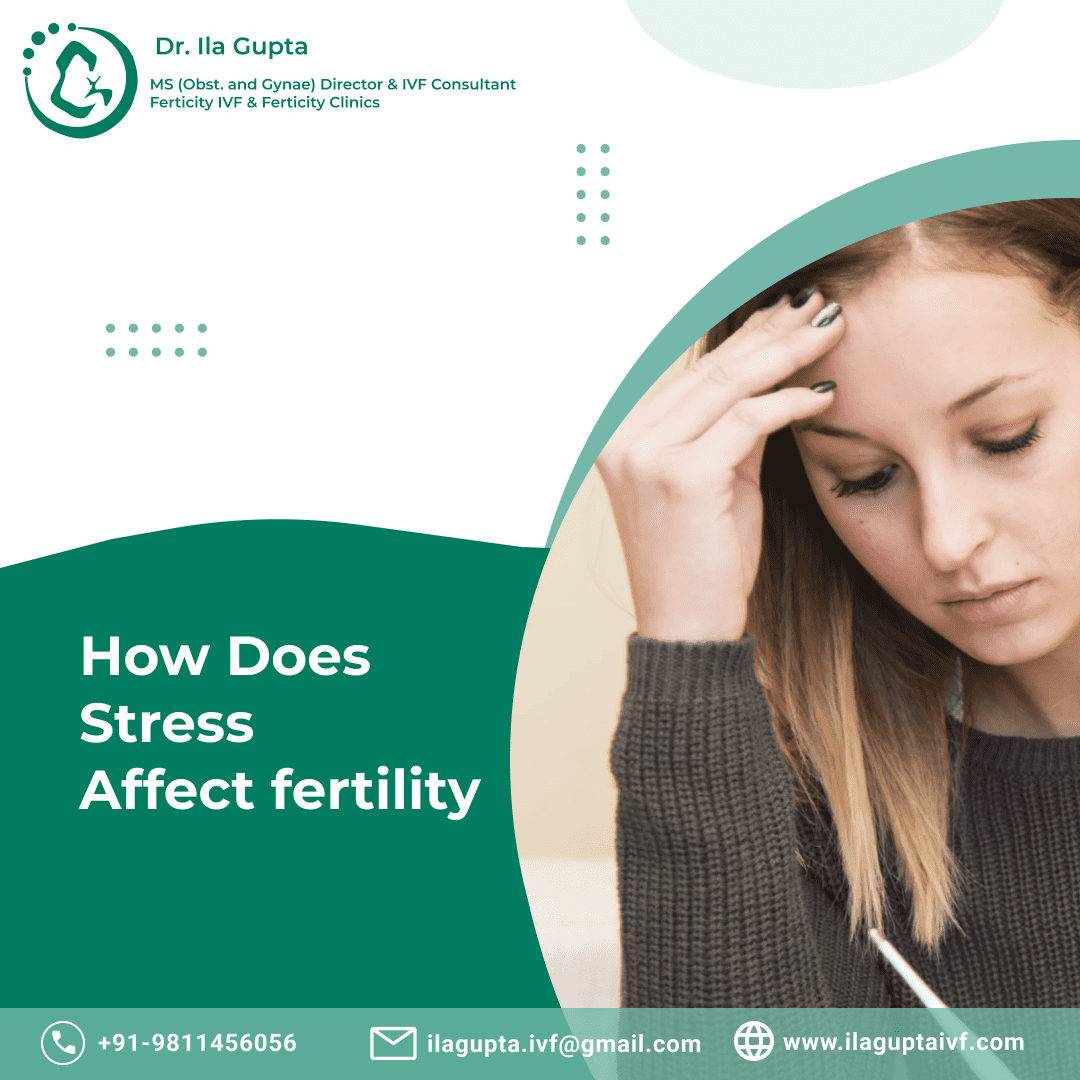 Dr. Ila Gupta
MS (Obst. and Gynae) Director & IVF Consultant
Ferticity IVF & Ferticity Clinics
How Does
Stress
Affect fertility
+91-9811456056
ilagupta.ivf@gmail.com
www.ilaguptaivf.com